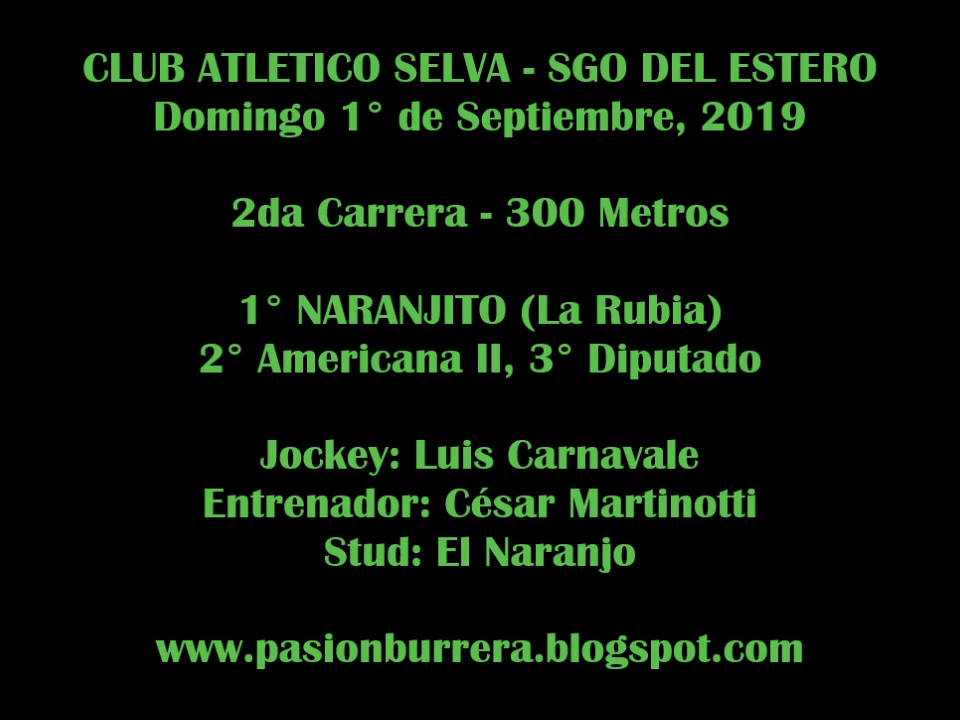 CLUB ATLETICO SELVA - SGO DEL ESTERO
Domingo 1° de Septiembre, 2019
2da Carrera - 300 Metros
1° NARANJITO (La Rubia)
2° Americana II, 3° Diputado
Jockey: Luis Carnavale
Entrenador: César Martinotti
Stud: El Naranjo
www.pasionburrera.blogspot.com